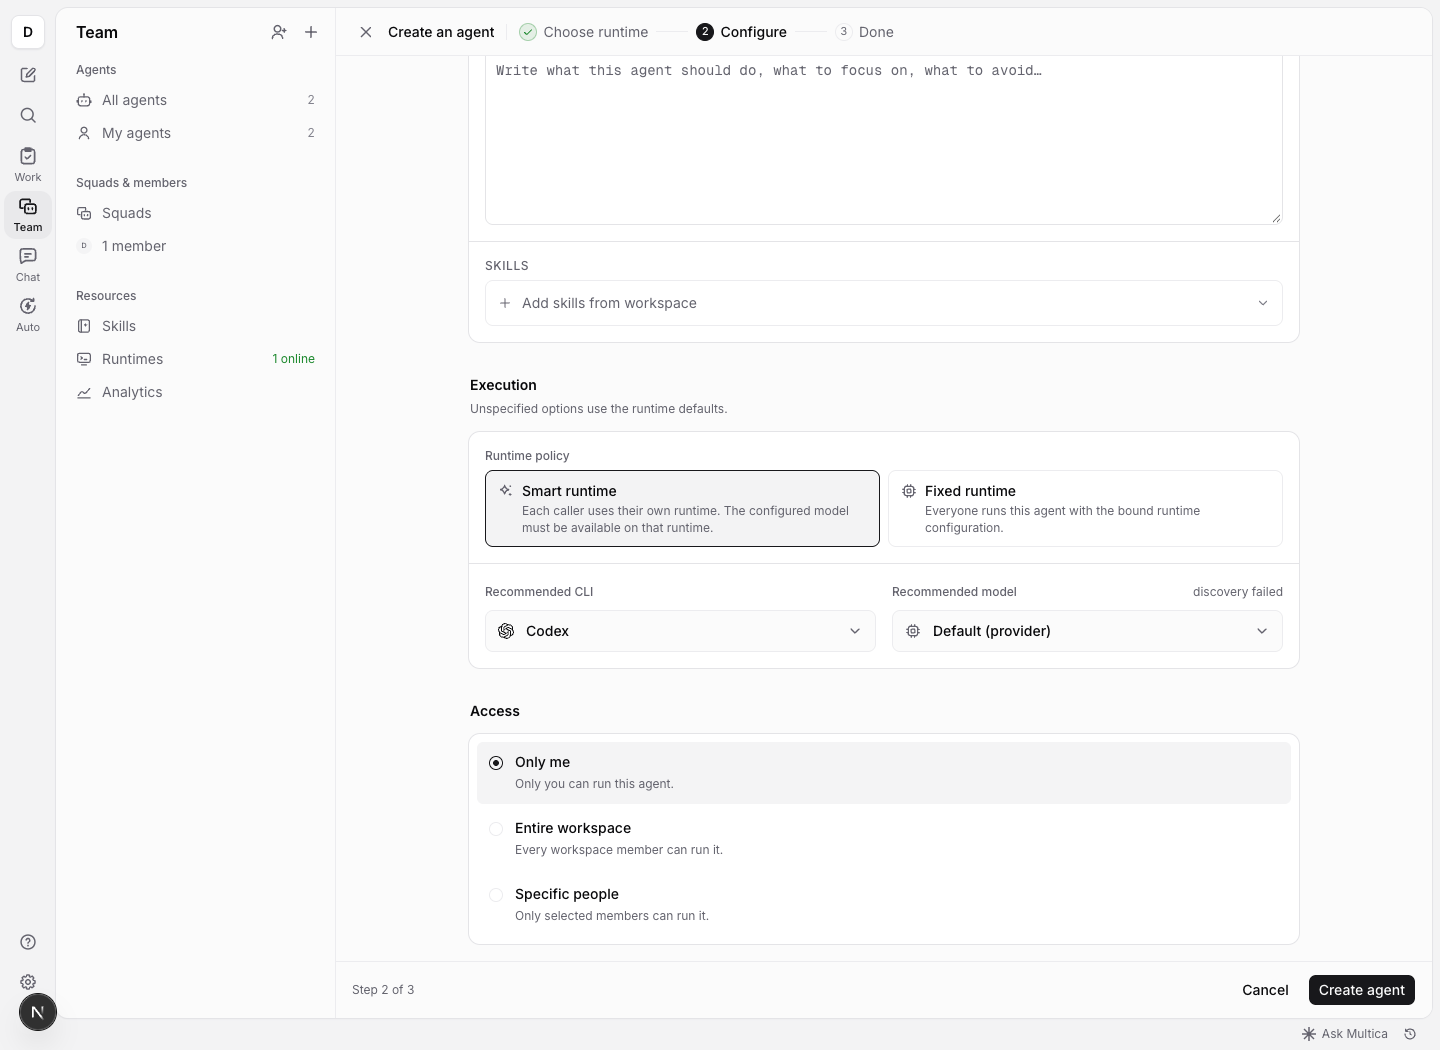 D
Team
Agents
All agents 2
My agents 2
Squads & members
Squads
D 1 member
Resources
Skills
Runtimes 1 online
Analytics
Work
Team
Chat
Auto
N
Create an agent
Choose runtime
2 Configure
3 Done
Write what this agent should do, what to focus on, what to avoid…
SKILLS
Add skills from workspace
Execution
Unspecified options use the runtime defaults.
Runtime policy
Smart runtime
Each caller uses their own runtime. The configured model
must be available on that runtime.
Fixed runtime
Everyone runs this agent with the bound runtime
configuration.
Recommended CLI
Codex
Recommended model discovery failed
Default (provider)
Access
Only me
Only you can run this agent.
Entire workspace
Every workspace member can run it.
Specific people
Only selected members can run it.
Step 2 of 3
Cancel
Create agent
Ask Multica